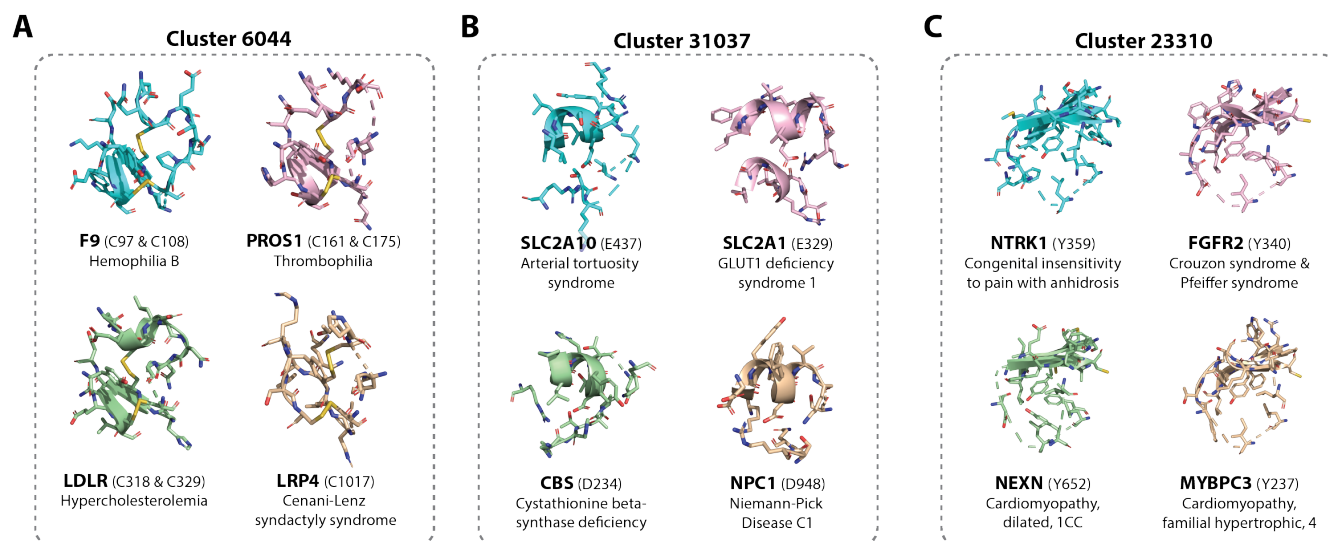 A
Cluster 6044
F9 (C97 & C108)
Hemophilia B
PROS1 (C161 & C175)
Thrombophilia
LDLR (C318 & C329)
Hypercholesterolemia
LRP4 (C1017)
Cenani-Lenz
syndactyly syndrome
B
Cluster 31037
SLC2A10 (E437)
Arterial tortuosity
syndrome
SLC2A1 (E329)
GLUT1 deficiency
syndrome 1
CBS (D234)
Cystathionine beta-
synthase deficiency
NPC1 (D948)
Niemann-Pick
Disease C1
C
Cluster 23310
NTRK1 (Y359)
Congenital insensitivity
to pain with anhidrosis
FGFR2 (Y340)
Crouzon syndrome &
Pfeiffer syndrome
NEXN (Y652)
Cardiomyopathy,
dilated, 1CC
MYBPC3 (Y237)
Cardiomyopathy,
familial hypertrophic, 4